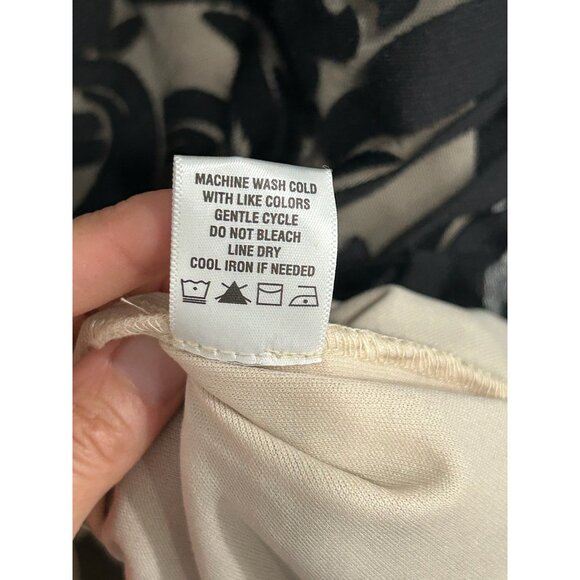 MACHINE WASH COLD
WITH LIKE COLORS
GENTLE CYCLE
DO NOT BLEACH
LINE DRY
COOL IRON IF NEEDED